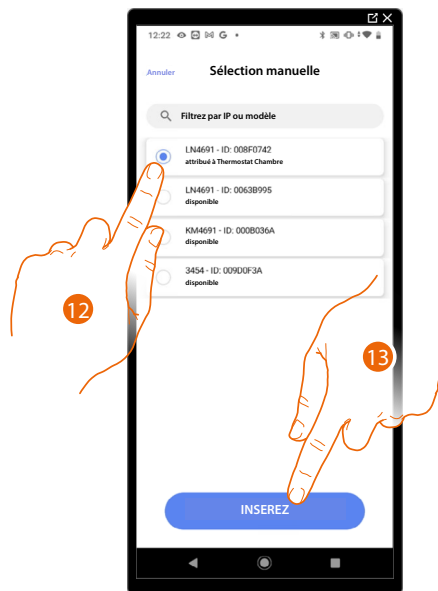 12:22 G
Annuler Sélection manuelle
Filtrez par IP ou modèle
LN4691 - ID: 008F0742
attribué à Thermostat Chambre
LN4691 - ID: 0063B995
disponible
KM4691 - ID: 000B036A
disponible
3454 - ID: 009D0F3A
disponible
12
13
INSEREZ